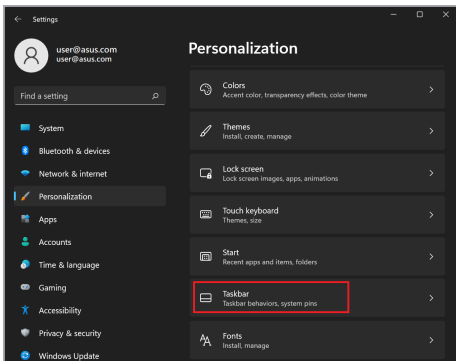 Settings
user@asus.com
user@asus.com
Find a setting
System
Bluetooth & devices
Network & internet
Personalization
Apps
Accounts
Time & language
Gaming
Accessibility
Privacy & security
Windows Update
Personalization
Colors
Accent color, transparency effects, color theme
Themes
Install, create, manage
Lock screen
Lock screen images, apps, animations
Touch keyboard
Themes, size
Start
Recent apps and items, folders
Taskbar
Taskbar behaviors, system pins
Fonts
Install, manage